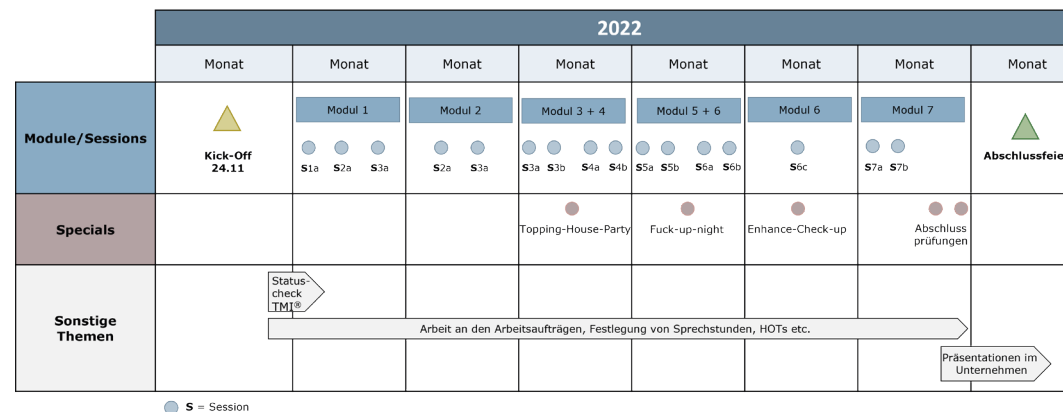 2022
Monat Monat Monat Monat Monat Monat Monat Monat
Module/Sessions
Modul 1 Modul 2 Modul 3 + 4 Modul 5 + 6 Modul 6 Modul 7
Kick-Off
24.11
S1a S2a S3a S2a S3a S3a S3b S4a S4b S5a S5b S6a S6b S6c S7a S7b
Abschlussfeie
Specials
Topping-House-Party Fuck-up-night Enhance-Check-up
Abschluss
prüfungen
Sonstige
Themen
Status-
check
TMI®
Arbeit an den Arbeitsaufträgen, Festlegung von Sprechstunden, HOTs etc.
Präsentationen im
Unternehmen
S = Session